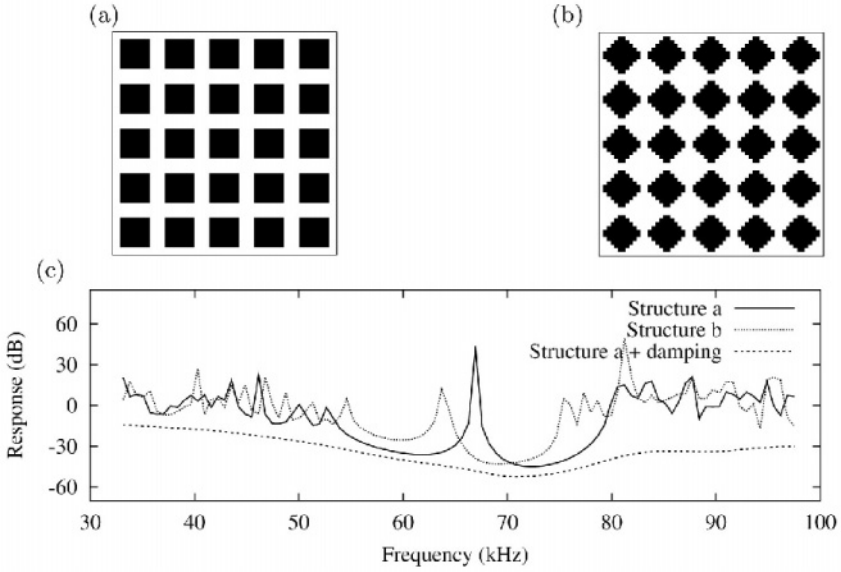 (a)
(b)
(c)
Response (dB)
60
30
0
-30
-60
Structure a
Structure b
Structure a + damping
30 40 50 60 70 80 90 100
Frequency (kHz)